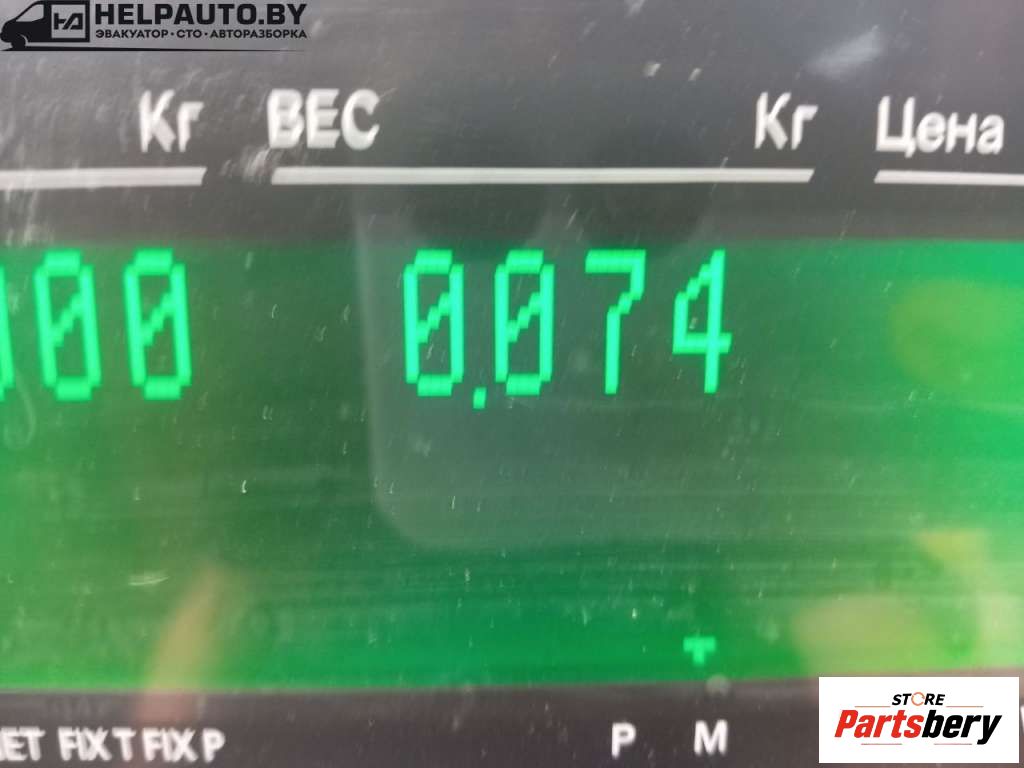 HELPAUTO.BY
ЭВАКУАТОР·СТО·АВТОРАЗБОРКА
Кг ВЕС Кг Цена
00 0.074
FIX T FIX P P M
STORE
Partsbery